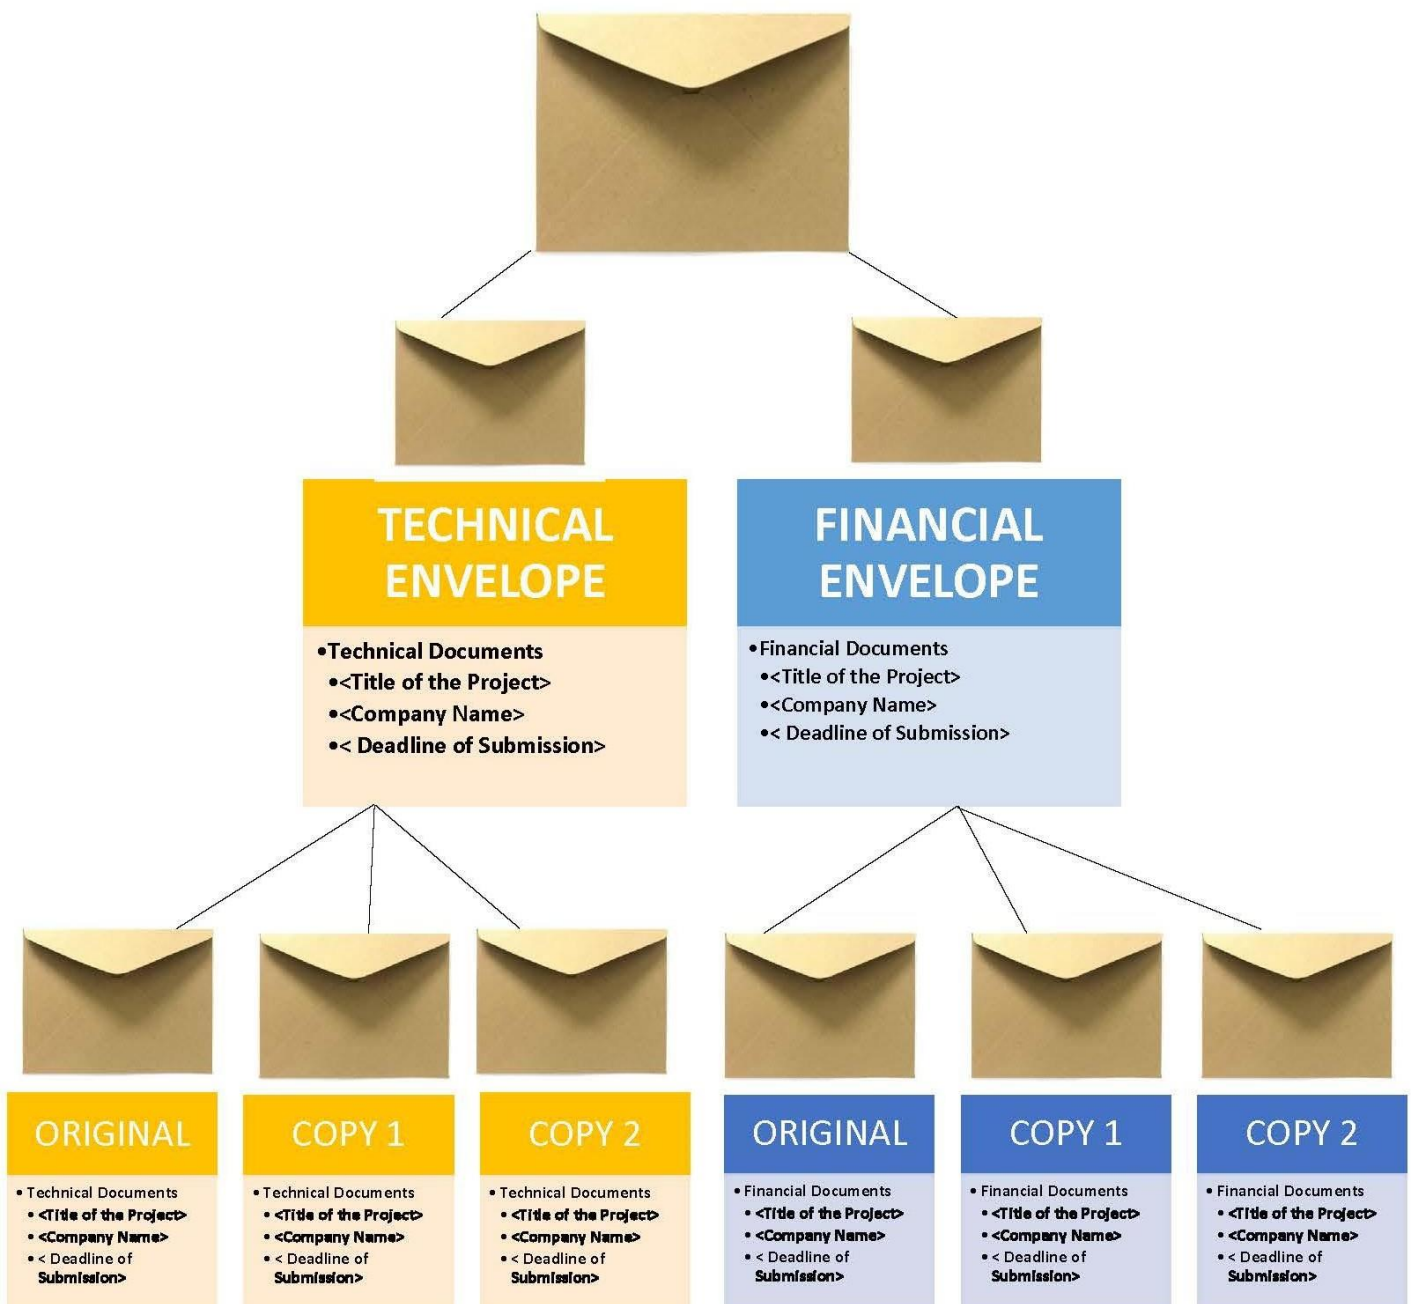 TECHNICAL
ENVELOPE
•Technical Documents
•<Title of the Project>
•<Company Name>
•< Deadline of Submission>
FINANCIAL
ENVELOPE
•Financial Documents
•<Title of the Project>
•<Company Name>
•< Deadline of Submission>
ORIGINAL
• Technical Documents
• <Title of the Project>
• <Company Name>
• < Deadline of
Submission>
COPY 1
• Technical Documents
• <Title of the Project>
• <Company Name>
• < Deadline of
Submission>
COPY 2
• Technical Documents
• <Title of the Project>
• <Company Name>
• < Deadline of
Submission>
ORIGINAL
• Financial Documents
• <Title of the Project>
• <Company Name>
• < Deadline of
Submission>
COPY 1
• Financial Documents
• <Title of the Project>
• <Company Name>
• < Deadline of
Submission>
COPY 2
• Financial Documents
• <Title of the Project>
• <Company Name>
• < Deadline of
Submission>